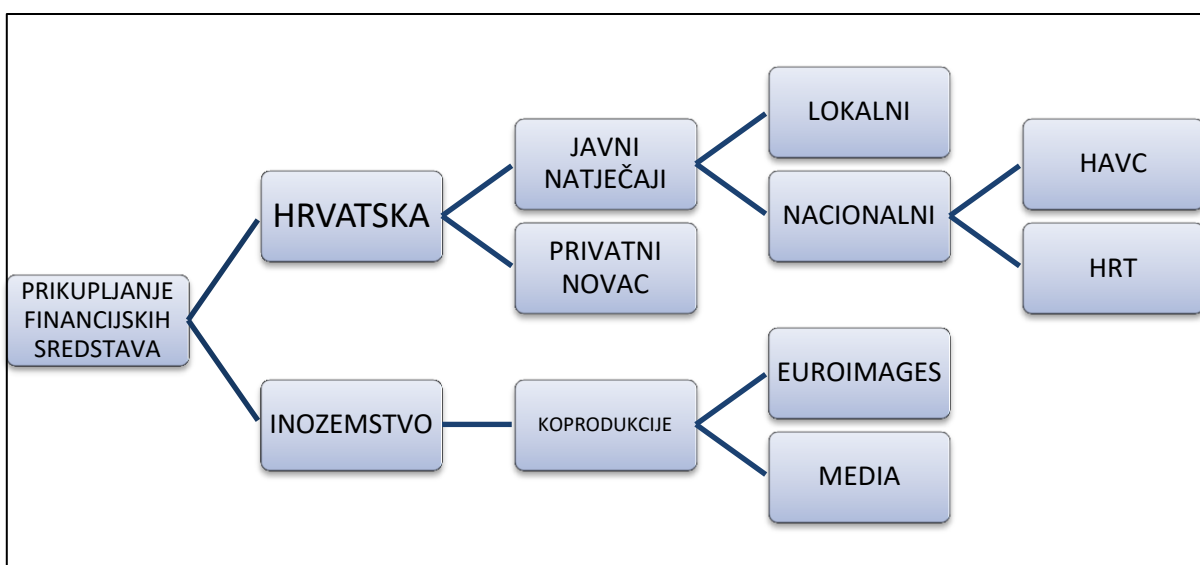 PRIKUPLJANJE
FINANCIJSKIH
SREDSTAVA
HRVATSKA
JAVNI
NATJEČAJI
LOKALNI
NACIONALNI
HAVC
HRT
PRIVATNI
NOVAC
INOZEMSTVO
KOPRODUKCIJE
EUROIMAGES
MEDIA